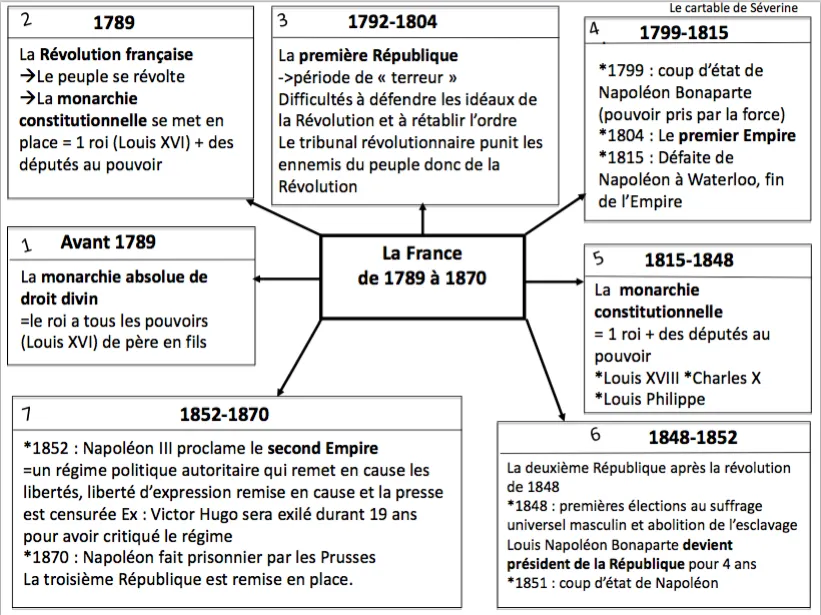 Le cartable de Séverine
La France
de 1789 à 1870
1
Avant 1789
La monarchie absolue de
droit divin
=le roi a tous les pouvoirs
(Louis XVI) de père en fils
2
1789
La Révolution française
→Le peuple se révolte
→La monarchie
constitutionnelle se met en
place = 1 roi (Louis XVI) + des
députés au pouvoir
3
1792-1804
La première République
->période de « terreur »
Difficultés à défendre les idéaux de
la Révolution et à rétablir l’ordre
Le tribunal révolutionnaire punit les
ennemis du peuple donc de la
Révolution
4.
1799-1815
*1799 : coup d’état de
Napoléon Bonaparte
(pouvoir pris par la force)
*1804 : Le premier Empire
*1815 : Défaite de
Napoléon à Waterloo, fin
de l’Empire
5
1815-1848
La monarchie
constitutionnelle
= 1 roi + des députés au
pouvoir
*Louis XVIII *Charles X
*Louis Philippe
6
1848-1852
La deuxième République après la révolution
de 1848
*1848 : premières élections au suffrage
universel masculin et abolition de l’esclavage
Louis Napoléon Bonaparte devient
président de la République pour 4 ans
*1851 : coup d’état de Napoléon
7
1852-1870
*1852 : Napoléon III proclame le second Empire
=un régime politique autoritaire qui remet en cause les
libertés, liberté d’expression remise en cause et la presse
est censurée Ex : Victor Hugo sera exilé durant 19 ans
pour avoir critiqué le régime
*1870 : Napoléon fait prisonnier par les Prusses
La troisième République est remise en place.